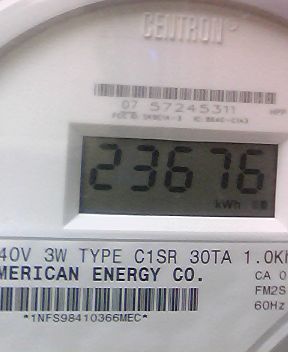 CENTRON
07 57245311
23676
kWh
40V 3W TYPE C1SR 30TA 1.0Kh
MERICAN ENERGY CO.
CA 0
FM2S
60Hz
*1NFS98410366MEC*